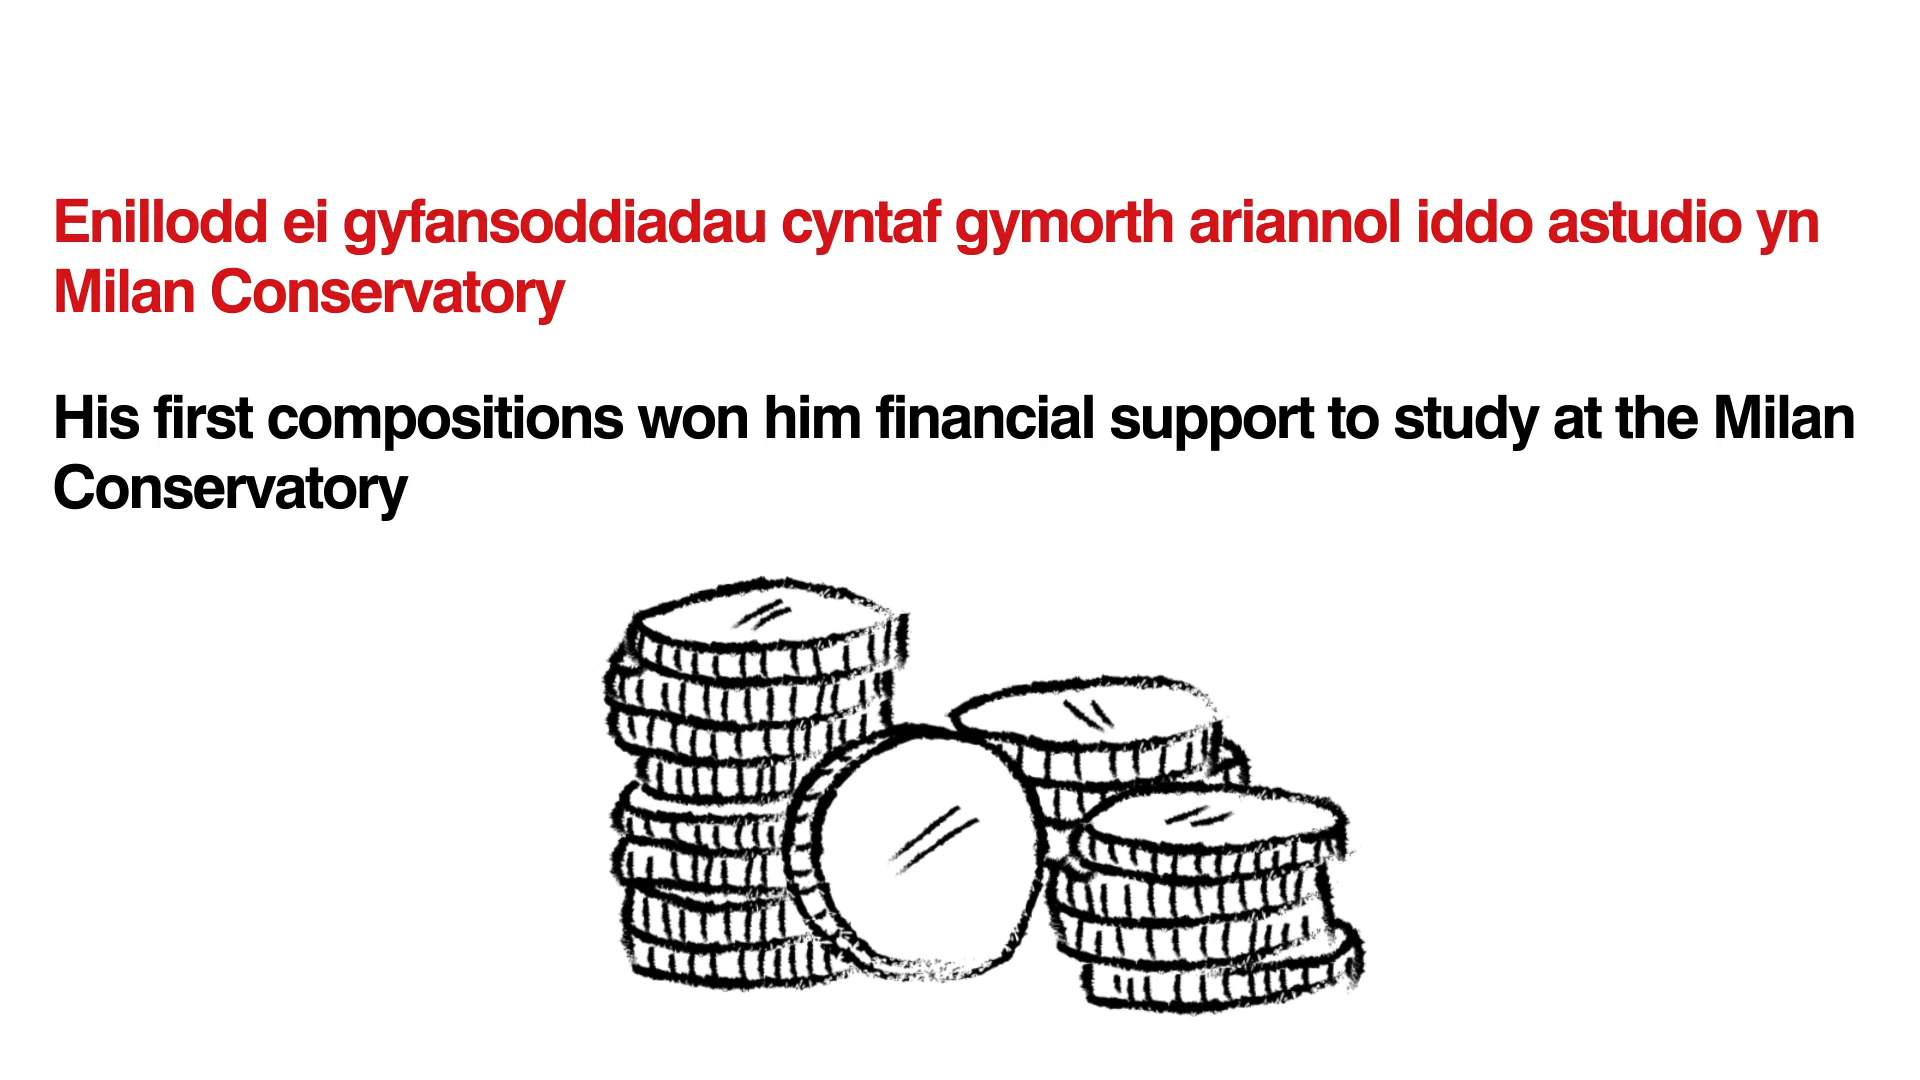 Enillodd ei gyfansoddiadau cyntaf gymorth ariannol iddo astudio yn
Milan Conservatory
His first compositions won him financial support to study at the Milan
Conservatory